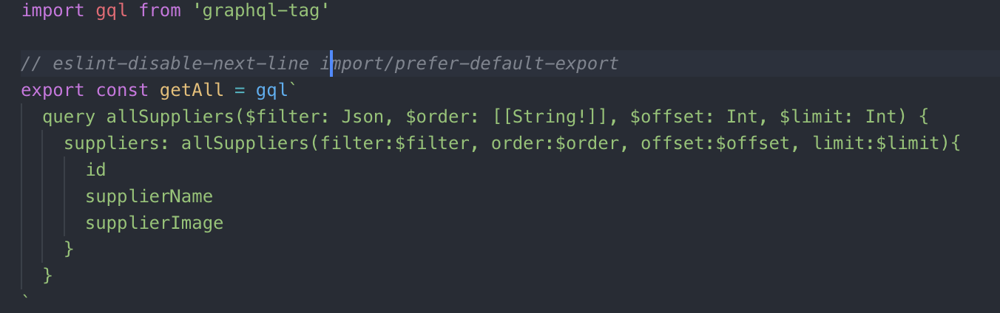 import gql from 'graphql-tag'
// eslint-disable-next-line import/prefer-default-export
export const getAll = gql`
query allSuppliers($filter: Json, $order: [[String!]], $offset: Int, $limit: Int) {
suppliers: allSuppliers(filter:$filter, order:$order, offset:$offset, limit:$limit){
id
supplierName
supplierImage
}
}
`